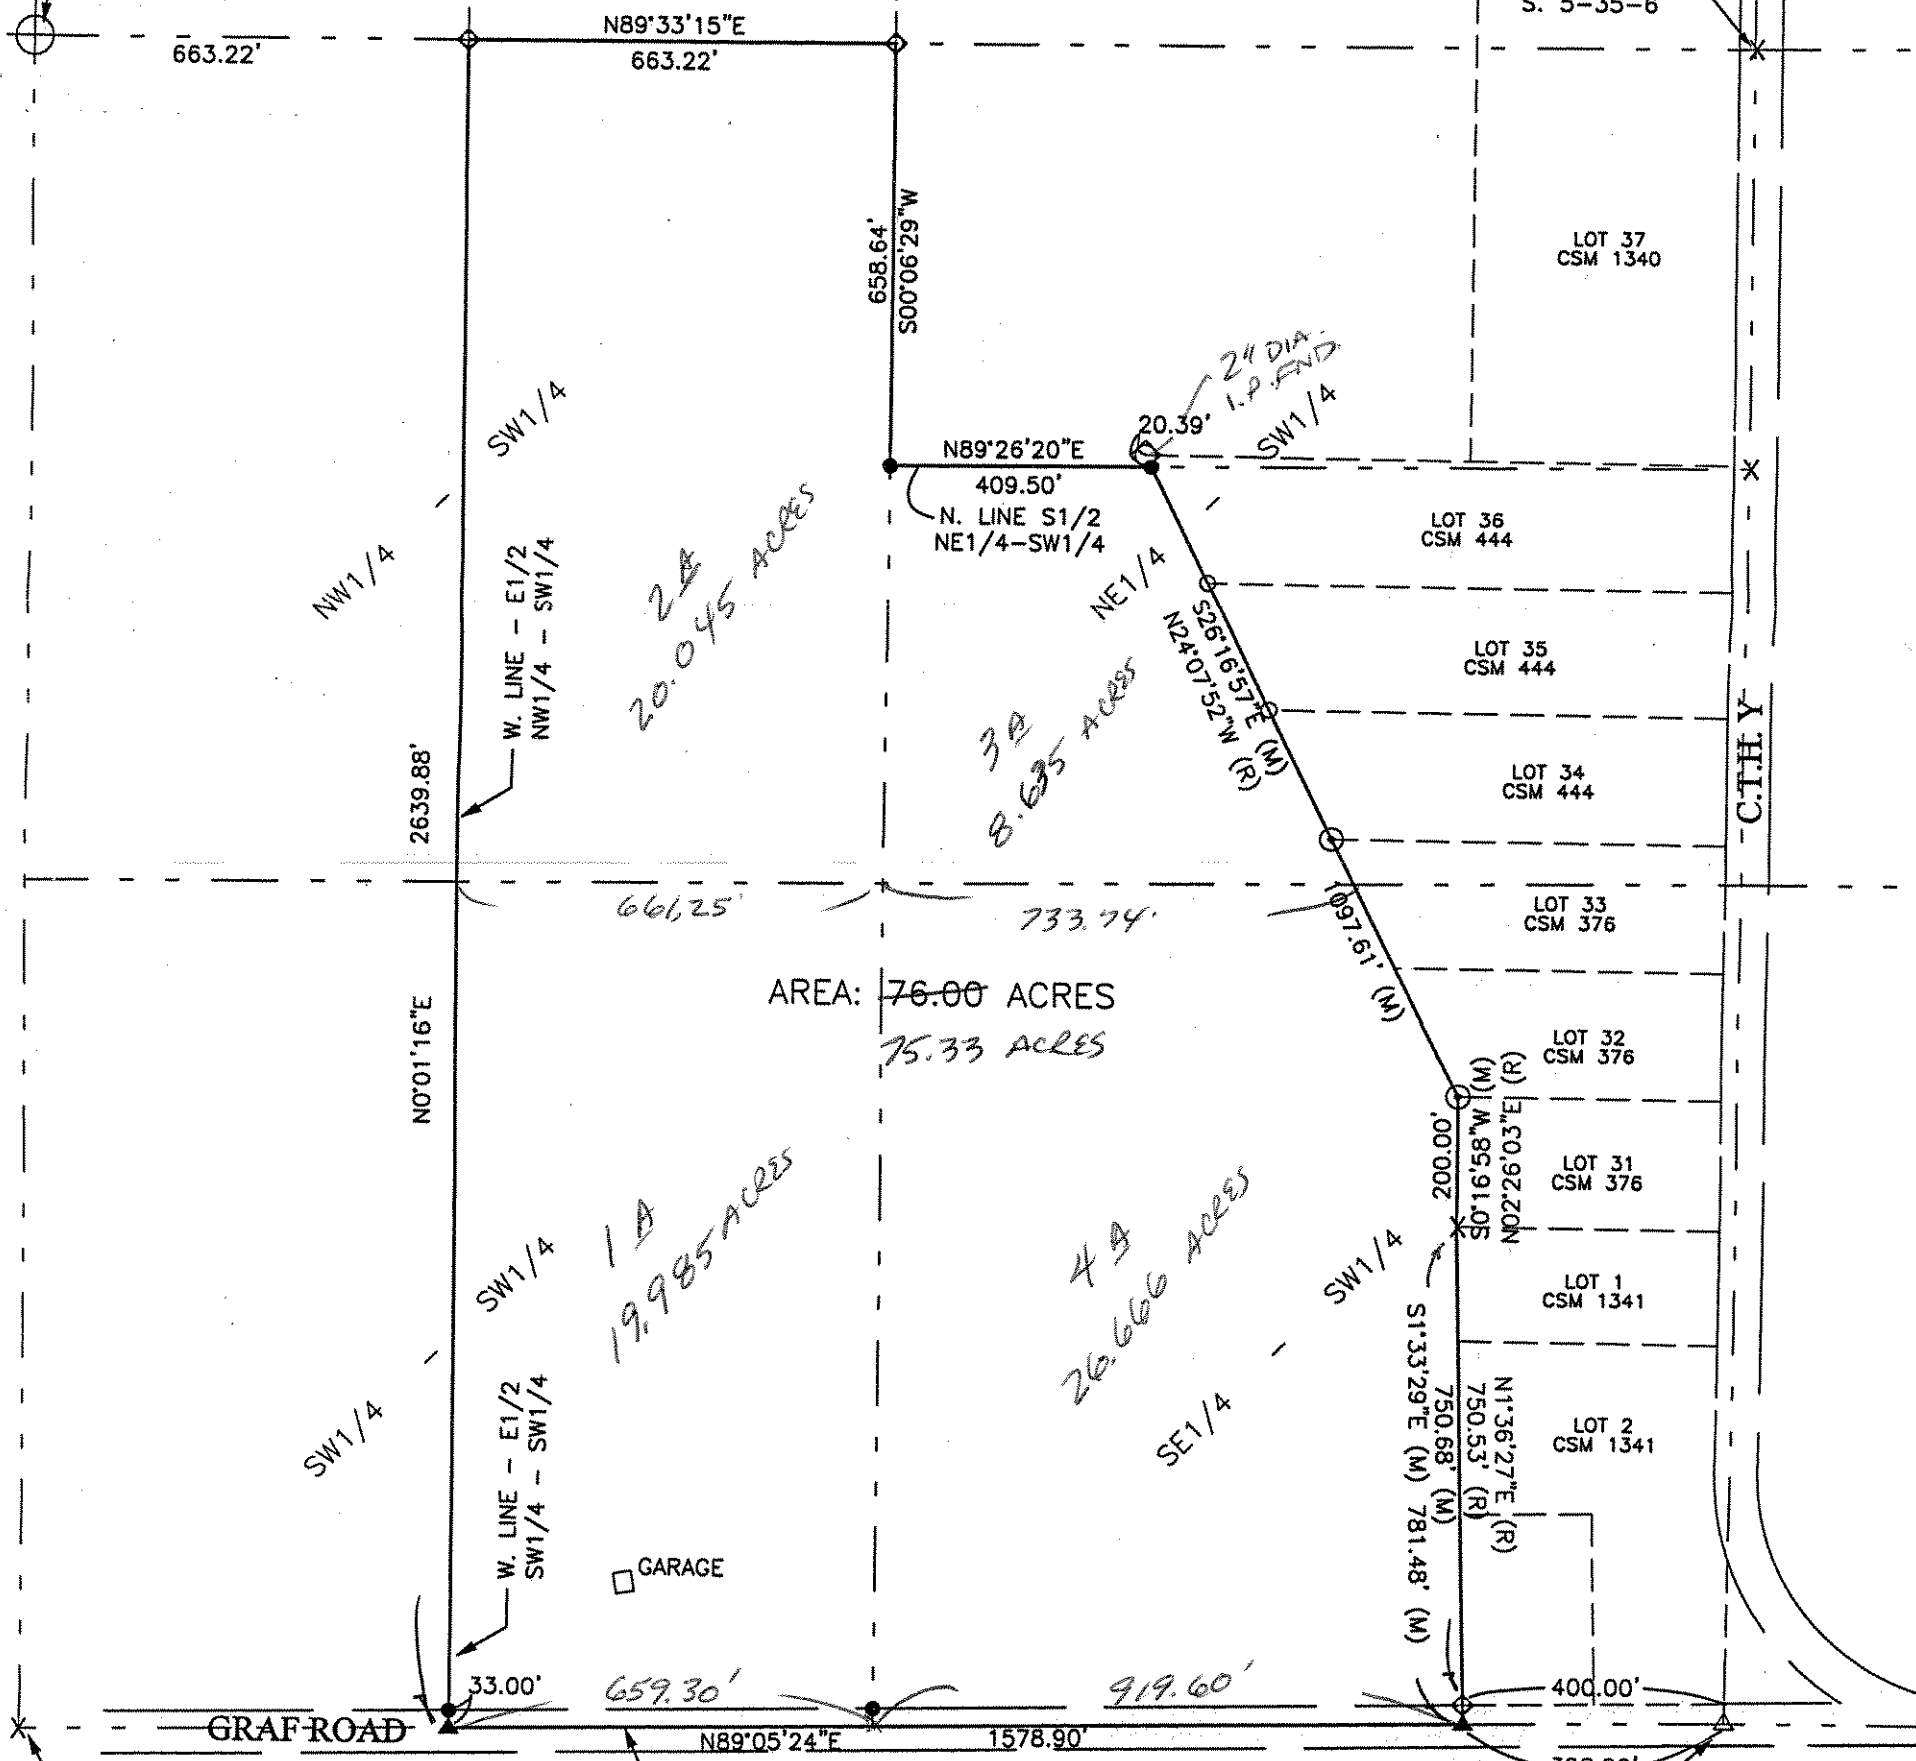 S. 5-35-6
N89°33'15"E
663.22'
663.22'
658.64'
S00°06'29"W
LOT 37
CSM 1340
2" DIA.
I.P. FND.
SW1/4
20.39'
SW1/4
N89°26'20"E
409.50'
N. LINE S1/2
NE1/4-SW1/4
LOT 36
CSM 444
NW1/4
W. LINE - E1/2
NW1/4 - SW1/4
2A
20.045 ACRES
NE1/4
S26°16'57"E (M)
N24°07'52"W (R)
LOT 35
CSM 444
3A
8.635 ACRES
C.T.H. Y
LOT 34
CSM 444
2639.88'
661.25'
733.74'
1097.61' (M)
LOT 33
CSM 376
AREA: 76.00 ACRES
75.33 ACRES
N0°01'16"E
LOT 32
CSM 376
200.00'
S0°16'58"W (M)
N02°26'03"E (R)
LOT 31
CSM 376
1A
19.985 ACRES
4A
26.666 ACRES
SW1/4
SW1/4
LOT 1
CSM 1341
S1°33'29"E (M) 781.48' (M)
750.68' (M)
750.53' (R)
N1°36'27"E (R)
SW1/4
W. LINE - E1/2
SW1/4 - SW1/4
SE1/4
LOT 2
CSM 1341
GARAGE
33.00'
659.30'
919.60'
400.00'
GRAF ROAD
N89°05'24"E
1578.90'